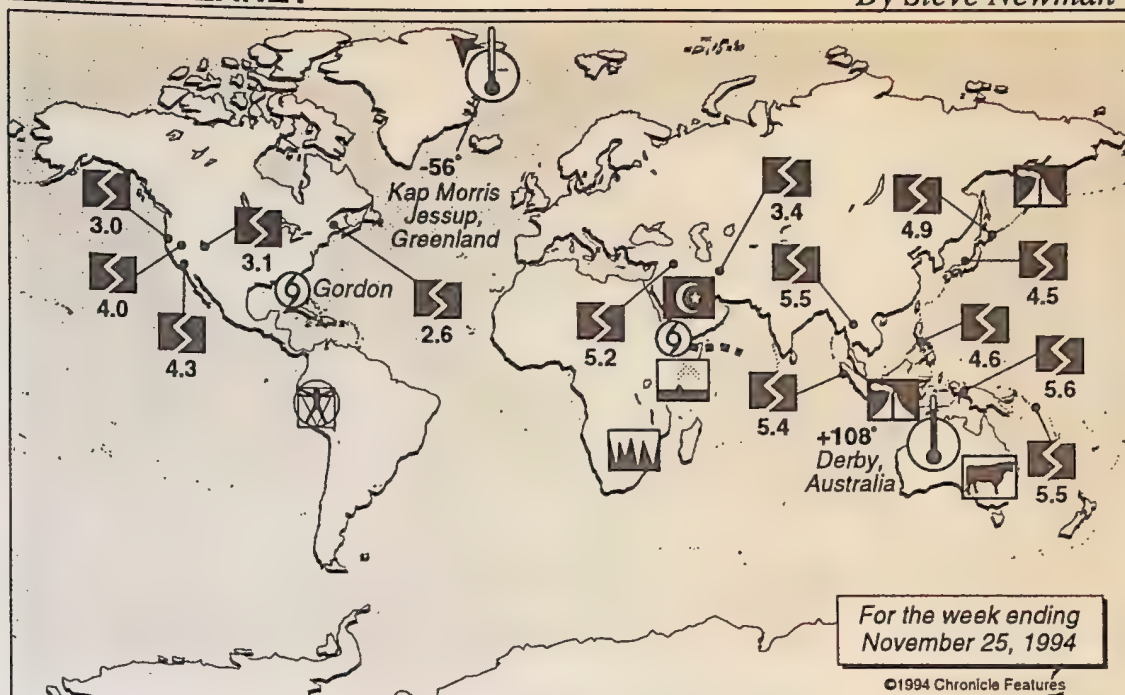 By Steve Newman
-56°
Kap Morris
Jessup,
Greenland
3.0
3.1
4.0
4.3
Gordon
2.6
3.4
4.9
5.5
4.5
5.2
4.6
5.6
5.4
+108°
Derby,
Australia
5.5
For the week ending
November 25, 1994
©1994 Chronicle Features